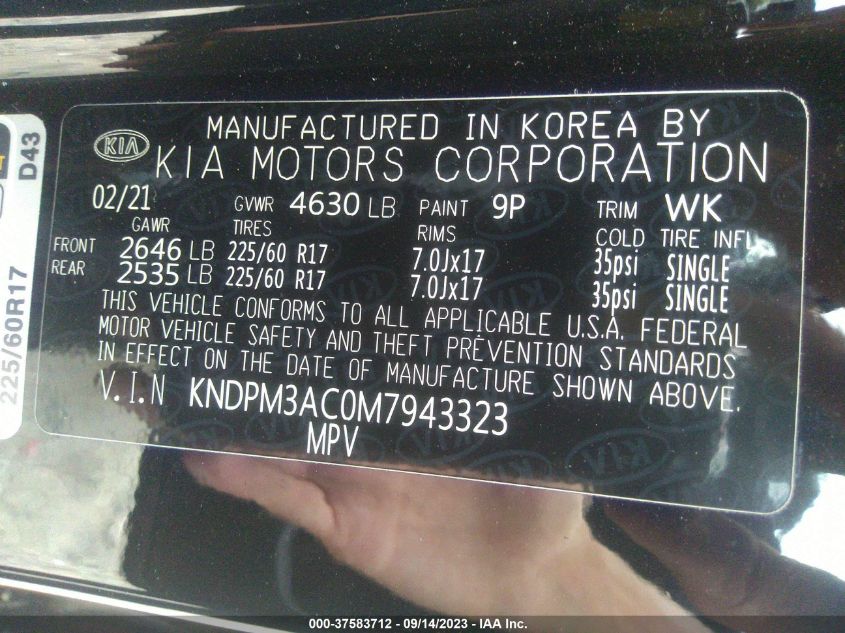 MANUFACTURED IN KOREA BY
KIA KIA MOTORS CORPORATION
02/21 GVWR 4630 LB PAINT 9P TRIM WK
GAWR TIRES RIMS COLD TIRE INFL
FRONT 2646 LB 225/60 R17 7.0Jx17 35psi SINGLE
REAR 2535 LB 225/60 R17 7.0Jx17 35psi SINGLE
THIS VEHICLE CONFORMS TO ALL APPLICABLE U.S.A. FEDERAL
MOTOR VEHICLE SAFETY AND THEFT PREVENTION STANDARDS
IN EFFECT ON THE DATE OF MANUFACTURE SHOWN ABOVE.
V.I.N KNDPM3AC0M7943323
MPV
D43
225/60R17
000-37583712 - 09/14/2023 - IAA Inc.